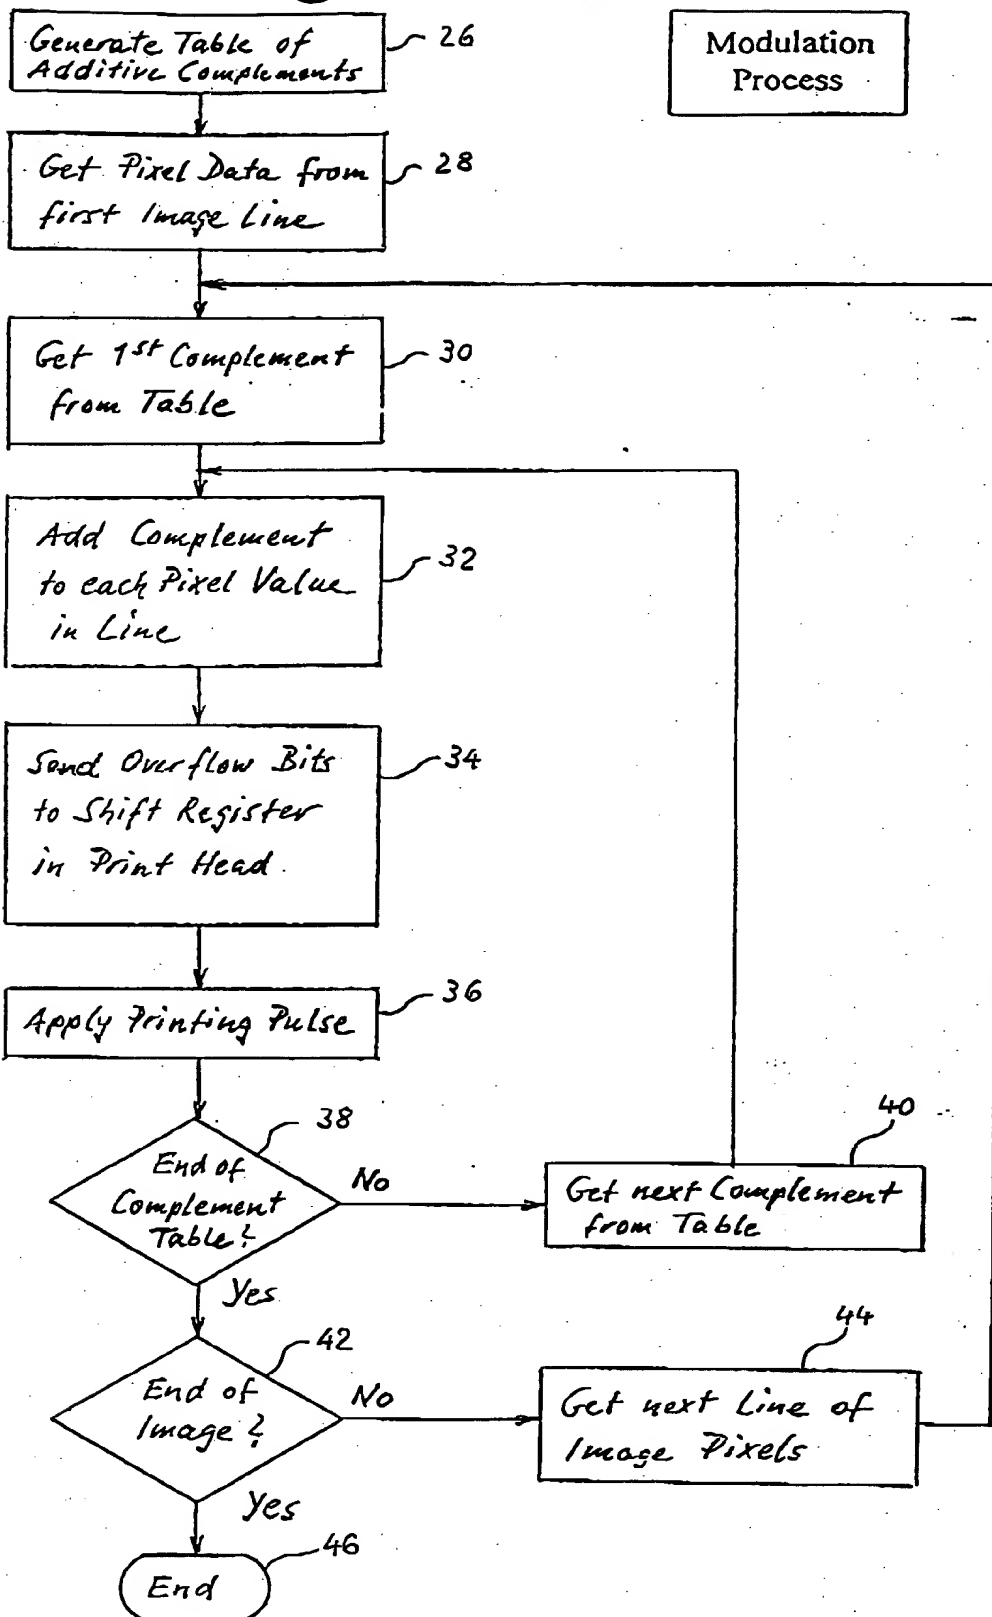 Generate Table of
Additive Complements
26
Modulation
Process
Get Pixel Data from
first Image Line
28
Get 1st Complement
from Table
30
Add Complement
to each Pixel Value
in Line
32
Send Overflow Bits
to Shift Register
in Print Head
34
Apply Printing Pulse
36
End of
Complement
Table?
38
No
40
Get next Complement
from Table
Yes
End of
Image?
42
No
44
Get next Line of
Image Pixels
Yes
End
46